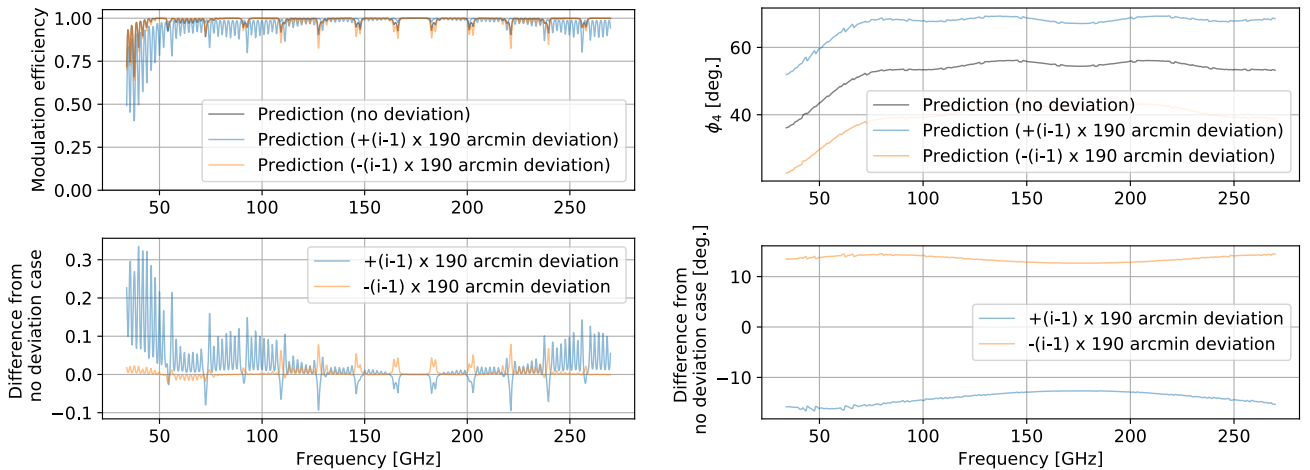 Modulation efficiency
1.00
0.75
0.50
0.25
0.00
Prediction (no deviation)
Prediction (+(i-1) x 190 arcmin deviation)
Prediction (-(i-1) x 190 arcmin deviation)
50
100
150
200
250
ϕ4 [deg.]
60
40
Prediction (no deviation)
Prediction (+(i-1) x 190 arcmin deviation)
Prediction (-(i-1) x 190 arcmin deviation)
50
100
150
200
250
Difference from
no deviation case
0.3
0.2
0.1
0.0
−0.1
+(i-1) x 190 arcmin deviation
-(i-1) x 190 arcmin deviation
50
100
150
200
250
Frequency [GHz]
Difference from
no deviation case [deg.]
10
0
−10
+(i-1) x 190 arcmin deviation
-(i-1) x 190 arcmin deviation
50
100
150
200
250
Frequency [GHz]